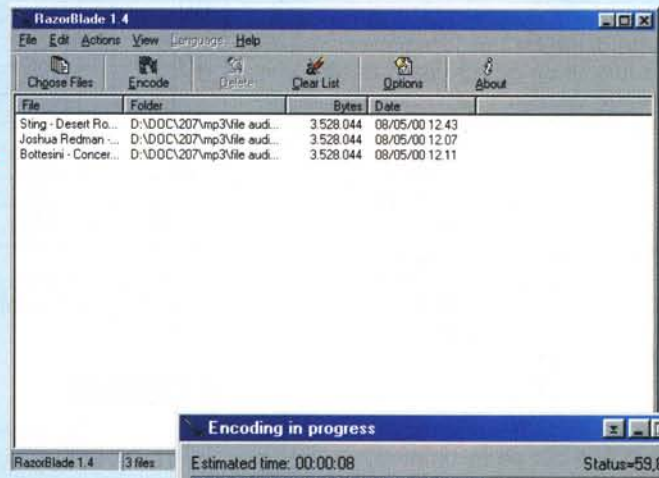 RazorBlade 1.4
File Edit Actions View Language Help
Choose Files Encode Delete Clear List Options About
File Folder Bytes Date
Sting - Desert Ro... D:\DOC\207\mp3\file audi... 3.528.044 08/05/00 12.43
Joshua Redman -... D:\DOC\207\mp3\file audi... 3.528.044 08/05/00 12.07
Bottesini - Concer... D:\DOC\207\mp3\file audi... 3.528.044 08/05/00 12.11
Encoding in progress
RazorBlade 1.4 3 files
Estimated time: 00:00:08 Status=59,